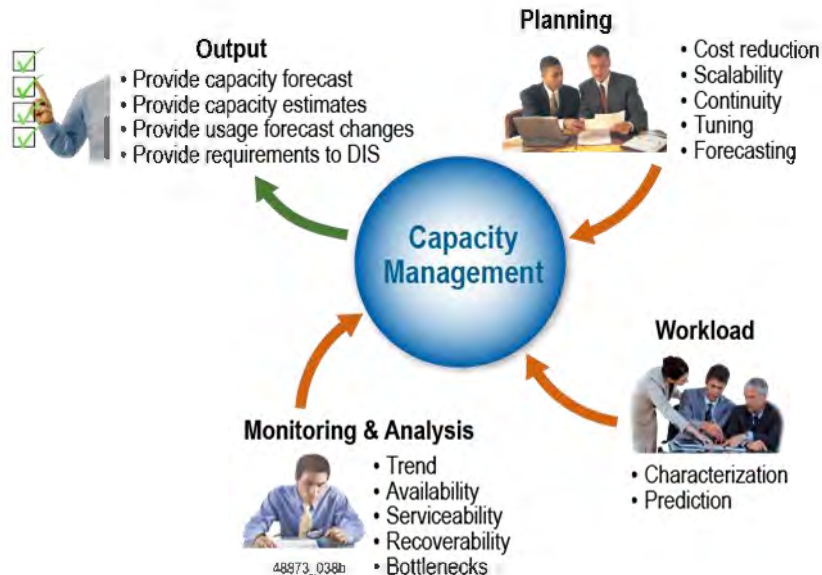 Output
• Provide capacity forecast
• Provide capacity estimates
• Provide usage forecast changes
• Provide requirements to DIS
Planning
• Cost reduction
• Scalability
• Continuity
• Tuning
• Forecasting
Capacity
Management
Workload
• Characterization
• Prediction
Monitoring & Analysis
• Trend
• Availability
• Serviceability
• Recoverability
• Bottlenecks
48873_038b